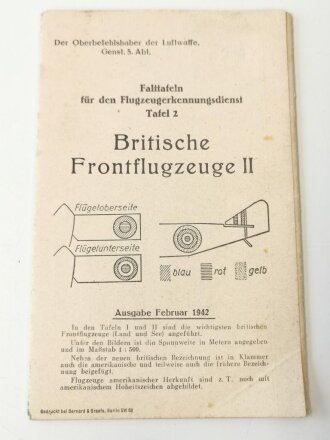 Der Oberbefehlshaber der Luftwaffe,
Genst. 5. Abt.
Falttafeln
für den Flugzeugerkennungsdienst
Tafel 2
Britische
Frontflugzeuge II
Flügeloberseite
Flügelunterseite
blau rot gelb
Ausgabe Februar 1942
In den Tafeln I und II sind die wichtigsten britischen
Frontflugzeuge (Land und See) angeführt.
Unter den Bildern ist die Spannweite in Metern angegeben
und im Maßstab 1 : 500.
Neben der neuen britischen Bezeichnung ist in Klammer
auch die amerikanische und teilweise auch die frühere Bezeich-
nung beigefügt.
Flugzeuge amerikanischer Herkunft sind z. T. noch mit
amerikanischem Hoheitszeichen abgebildet.
Gedruckt bei Bernard & Graefe, Berlin SW 68